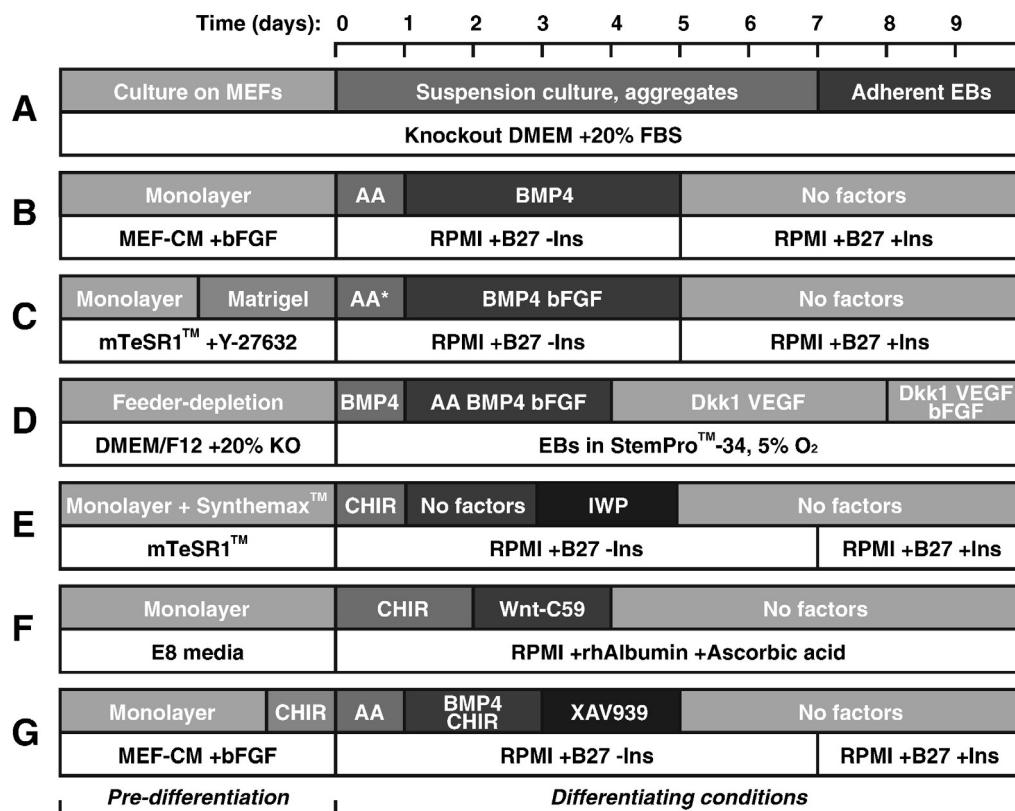 Time (days): 0 1 2 3 4 5 7 8 9
A
Culture on MEFs Suspension culture, aggregates Adherent EBs
Knockout DMEM +20% FBS
B
Monolayer AA BMP4 No factors
MEF-CM +bFGF RPMI +B27 -Ins RPMI +B27 +Ins
C
Monolayer Matrigel AA* BMP4 bFGF No factors
mTeSR1™ +Y-27632 RPMI +B27 -Ins RPMI +B27 +Ins
D
Feeder-depletion BMP4 AA BMP4 bFGF Dkk1 VEGF Dkk1 VEGF
bFGF
DMEM/F12 +20% KO EBs in StemPro™-34, 5% O₂
E
Monolayer + Synthemax™ CHIR No factors IWP No factors
mTeSR1™ RPMI +B27 -Ins RPMI +B27 +Ins
F
Monolayer CHIR Wnt-C59 No factors
E8 media RPMI +rhAlbumin +Ascorbic acid
G
Monolayer CHIR AA BMP4 XAV939 No factors
CHIR
MEF-CM +bFGF RPMI +B27 -Ins RPMI +B27 +Ins
Pre-differentiation Differentiating conditions